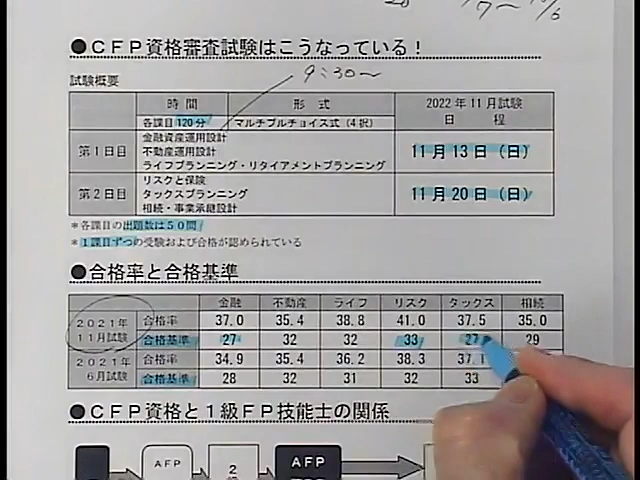 28 7～10/6
●ＣＦＰ資格審査試験はこうなっている！
試験概要
9:30～
時間 形式 2022年11月試験 日程
各課目120分 マルチプルチョイス式（4択）
第1日目 金融資産運用設計 11月13日（日）
不動産運用設計
ライフプランニング・リタイアメントプランニング
第2日目 リスクと保険 11月20日（日）
タックスプランニング
相続・事業承継設計
＊各課目の出題数は50問
＊1課目ずつの受験および合格が認められている
●合格率と合格基準
金融 不動産 ライフ リスク タックス 相続
2021年11月試験 合格率 37.0 35.4 38.8 41.0 37.5 35.0
合格基準 27 32 32 33 27 29
2021年6月試験 合格率 34.9 35.4 36.2 38.3 37.1
合格基準 28 32 31 32 33
●ＣＦＰ資格と１級ＦＰ技能士の関係
AFP 2 AFP